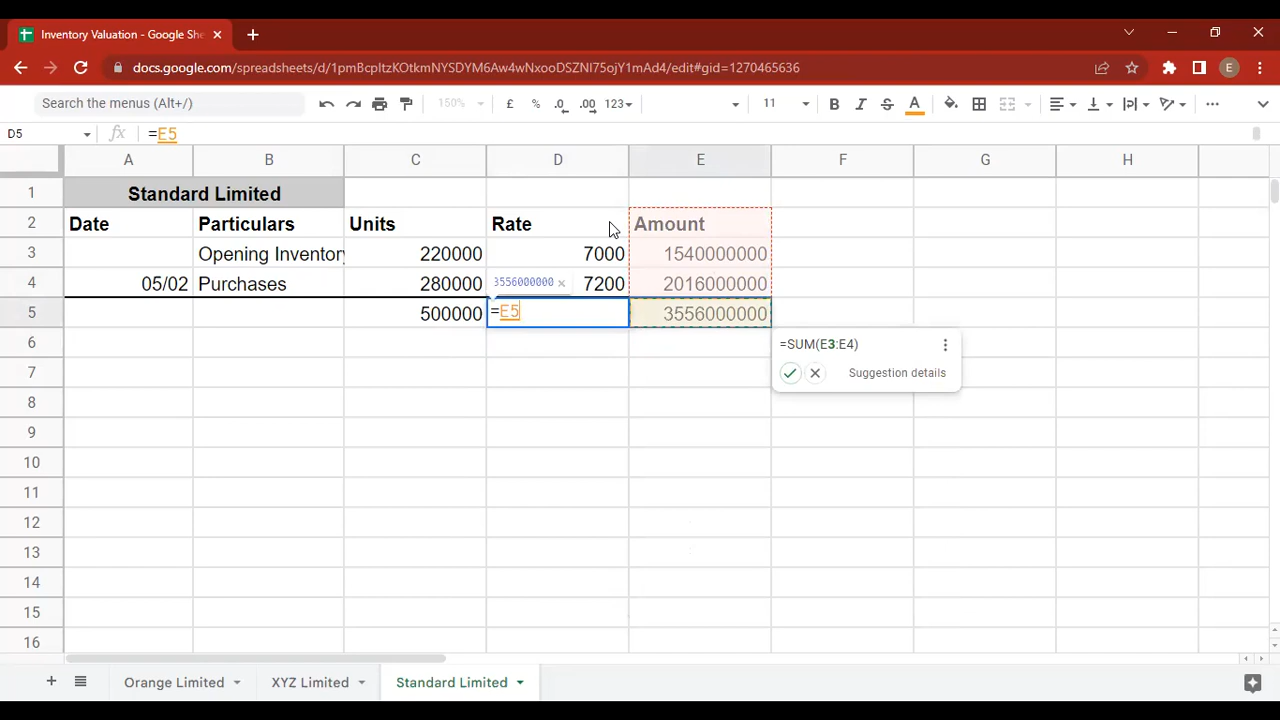 Inventory Valuation - Google She
docs.google.com/spreadsheets/d/1pmBcpItzKOtkmNYSDYM6Aw4wNxooDSZNI75ojY1mAd4/edit#gid=1270465636
E
Search the menus (Alt+/)
150%
£ % .0 .00 123
11
B I S A
D5 fx =E5
A B C D E F G H
1 Standard Limited
2 Date Particulars Units Rate Amount
3 Opening Inventory 220000 7000 1540000000
4 05/02 Purchases 280000 3556000000 × 7200 2016000000
5 500000 =E5 3556000000
6 =SUM(E3:E4)
7 Suggestion details
8
9
10
11
12
13
14
15
16
Orange Limited XYZ Limited Standard Limited